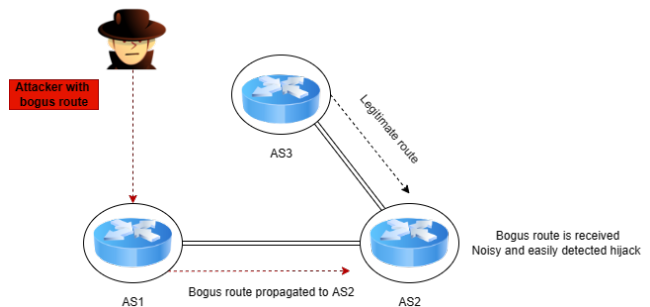 Attacker with
bogus route
AS3
Legitimate route
AS1
Bogus route propagated to AS2
AS2
Bogus route is received
Noisy and easily detected hijack